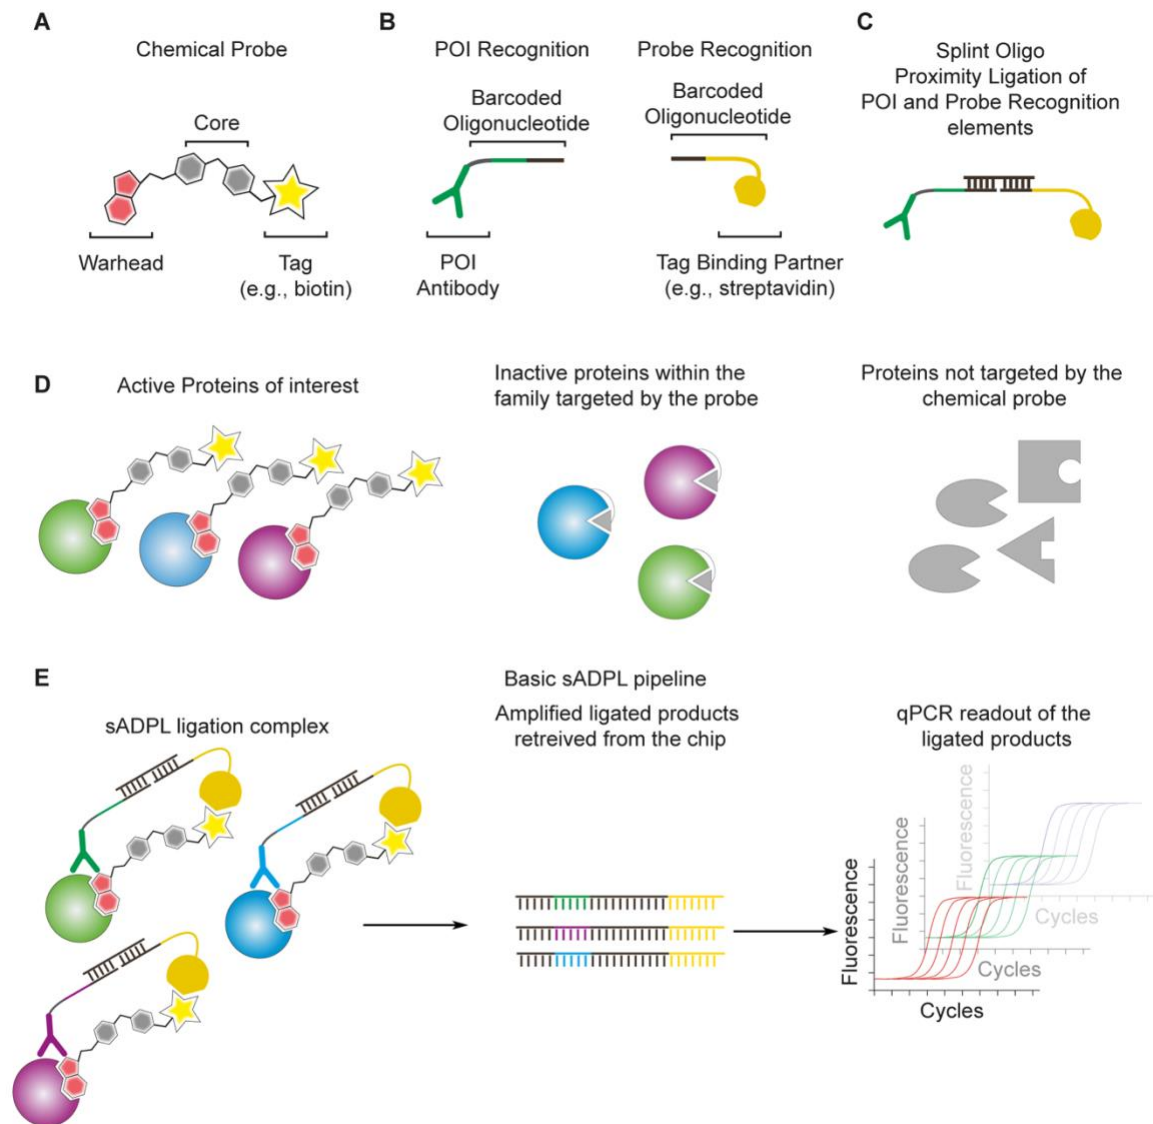 A
Chemical Probe
Core
Warhead
Tag
(e.g., biotin)
B
POI Recognition
Barcoded
Oligonucleotide
POI
Antibody
Probe Recognition
Barcoded
Oligonucleotide
Tag Binding Partner
(e.g., streptavidin)
C
Splint Oligo
Proximity Ligation of
POI and Probe Recognition
elements
D
Active Proteins of interest
Inactive proteins within the
family targeted by the probe
Proteins not targeted by the
chemical probe
E
Basic sADPL pipeline
sADPL ligation complex
Amplified ligated products
retreived from the chip
qPCR readout of the
ligated products
Fluorescence
Cycles
Fluorescence
Cycles
Fluorescence
Cycles